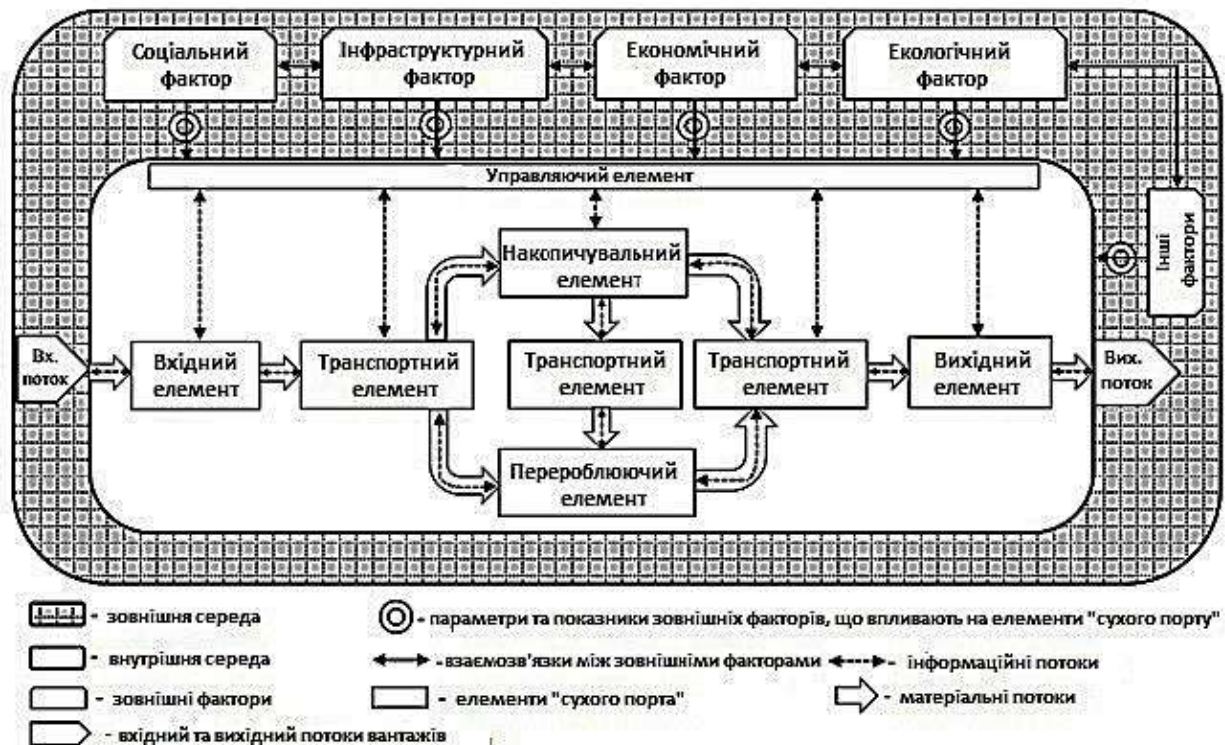 Соціальний
фактор
Інфраструктурний
фактор
Економічний
фактор
Екологічний
фактор
Управляючий елемент
Інші
фактори
Накопичувальний
елемент
Вх.
поток
Вхідний
елемент
Транспортний
елемент
Транспортний
елемент
Транспортний
елемент
Вихідний
елемент
Вих.
поток
Перероблюючий
елемент
- зовнішня середа
- параметри та показники зовнішніх факторів, що впливають на елементи "сухого порту"
- внутрішня середа
-взаємозв'язки між зовнішніми факторами
- інформаційні потоки
- зовнішні фактори
- елементи "сухого порта"
- матеріальні потоки
- вхідний та вихідний потоки вантажів